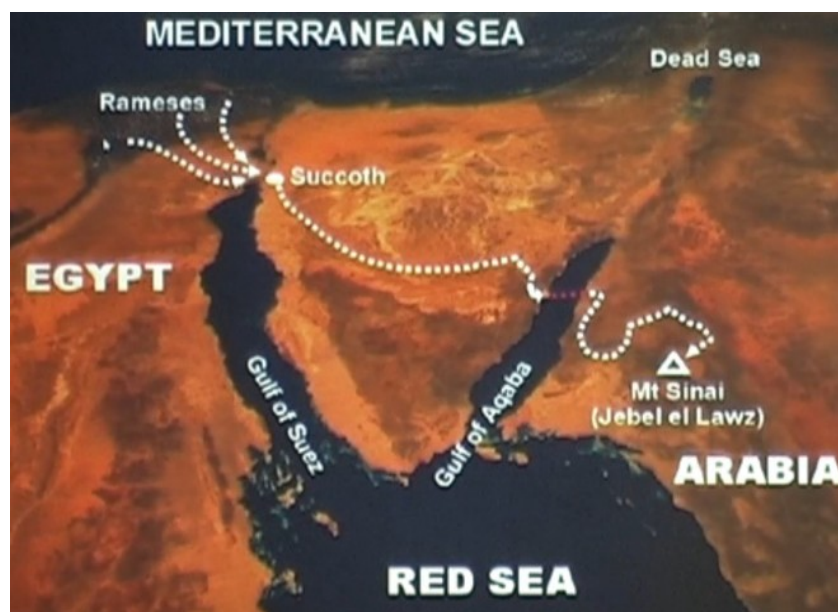 MEDITERRANEAN SEA
Dead Sea
Rameses
Succoth
EGYPT
Gulf of Suez
Gulf of Aqaba
Mt Sinai
(Jebel el Lawz)
ARABIA
RED SEA